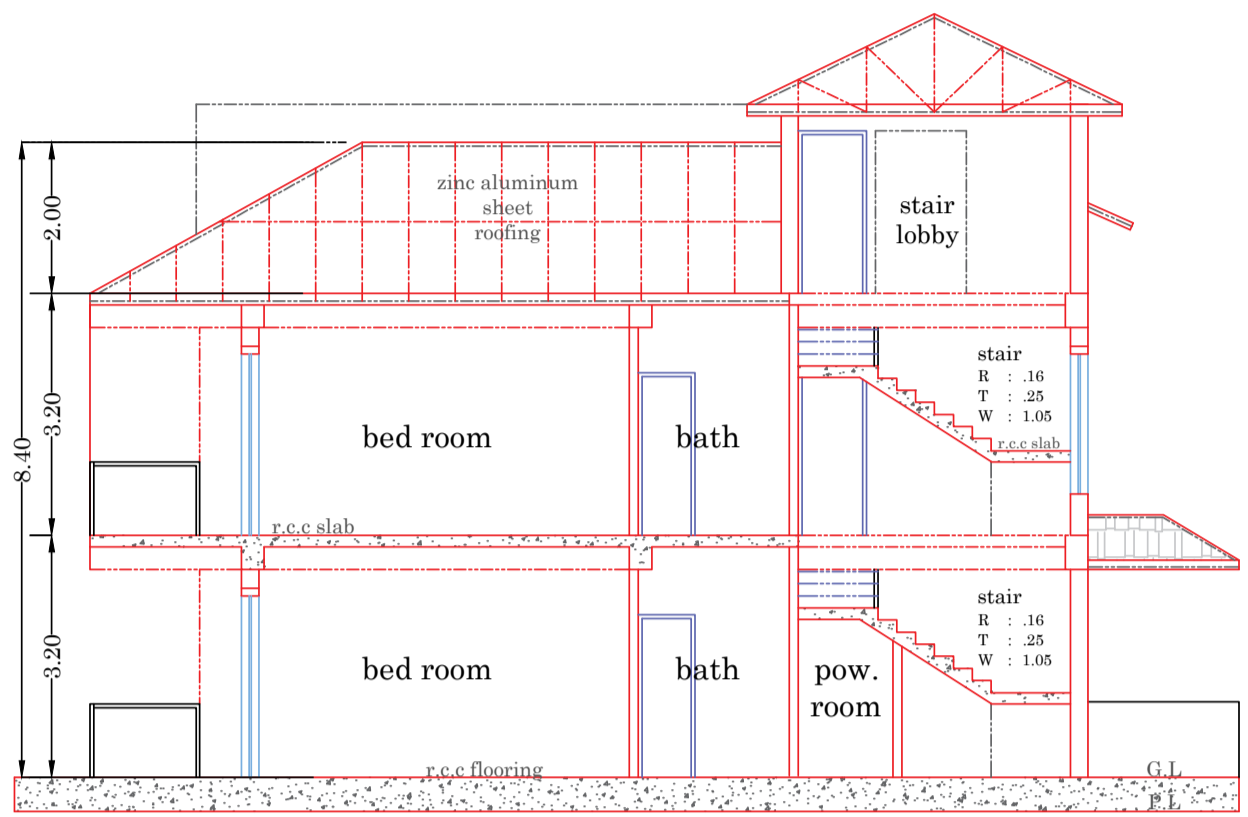 zinc aluminum
sheet
roofing
stair
lobby
2.00
3.20
8.40
3.20
bed room
bath
stair
R : .16
T : .25
W : 1.05
r.c.c slab
r.c.c slab
bed room
bath
pow.
room
stair
R : .16
T : .25
W : 1.05
r.c.c flooring
G.L
P.L